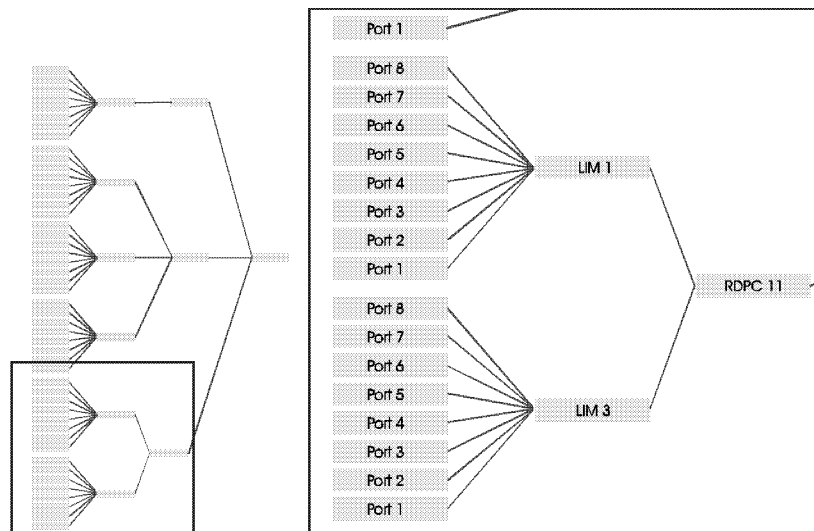 Port 1
Port 8
Port 7
Port 6
Port 5
LIM 1
Port 4
Port 3
Port 2
Port 1
RDPC 11
Port 8
Port 7
Port 6
Port 5
Port 4
LIM 3
Port 3
Port 2
Port 1